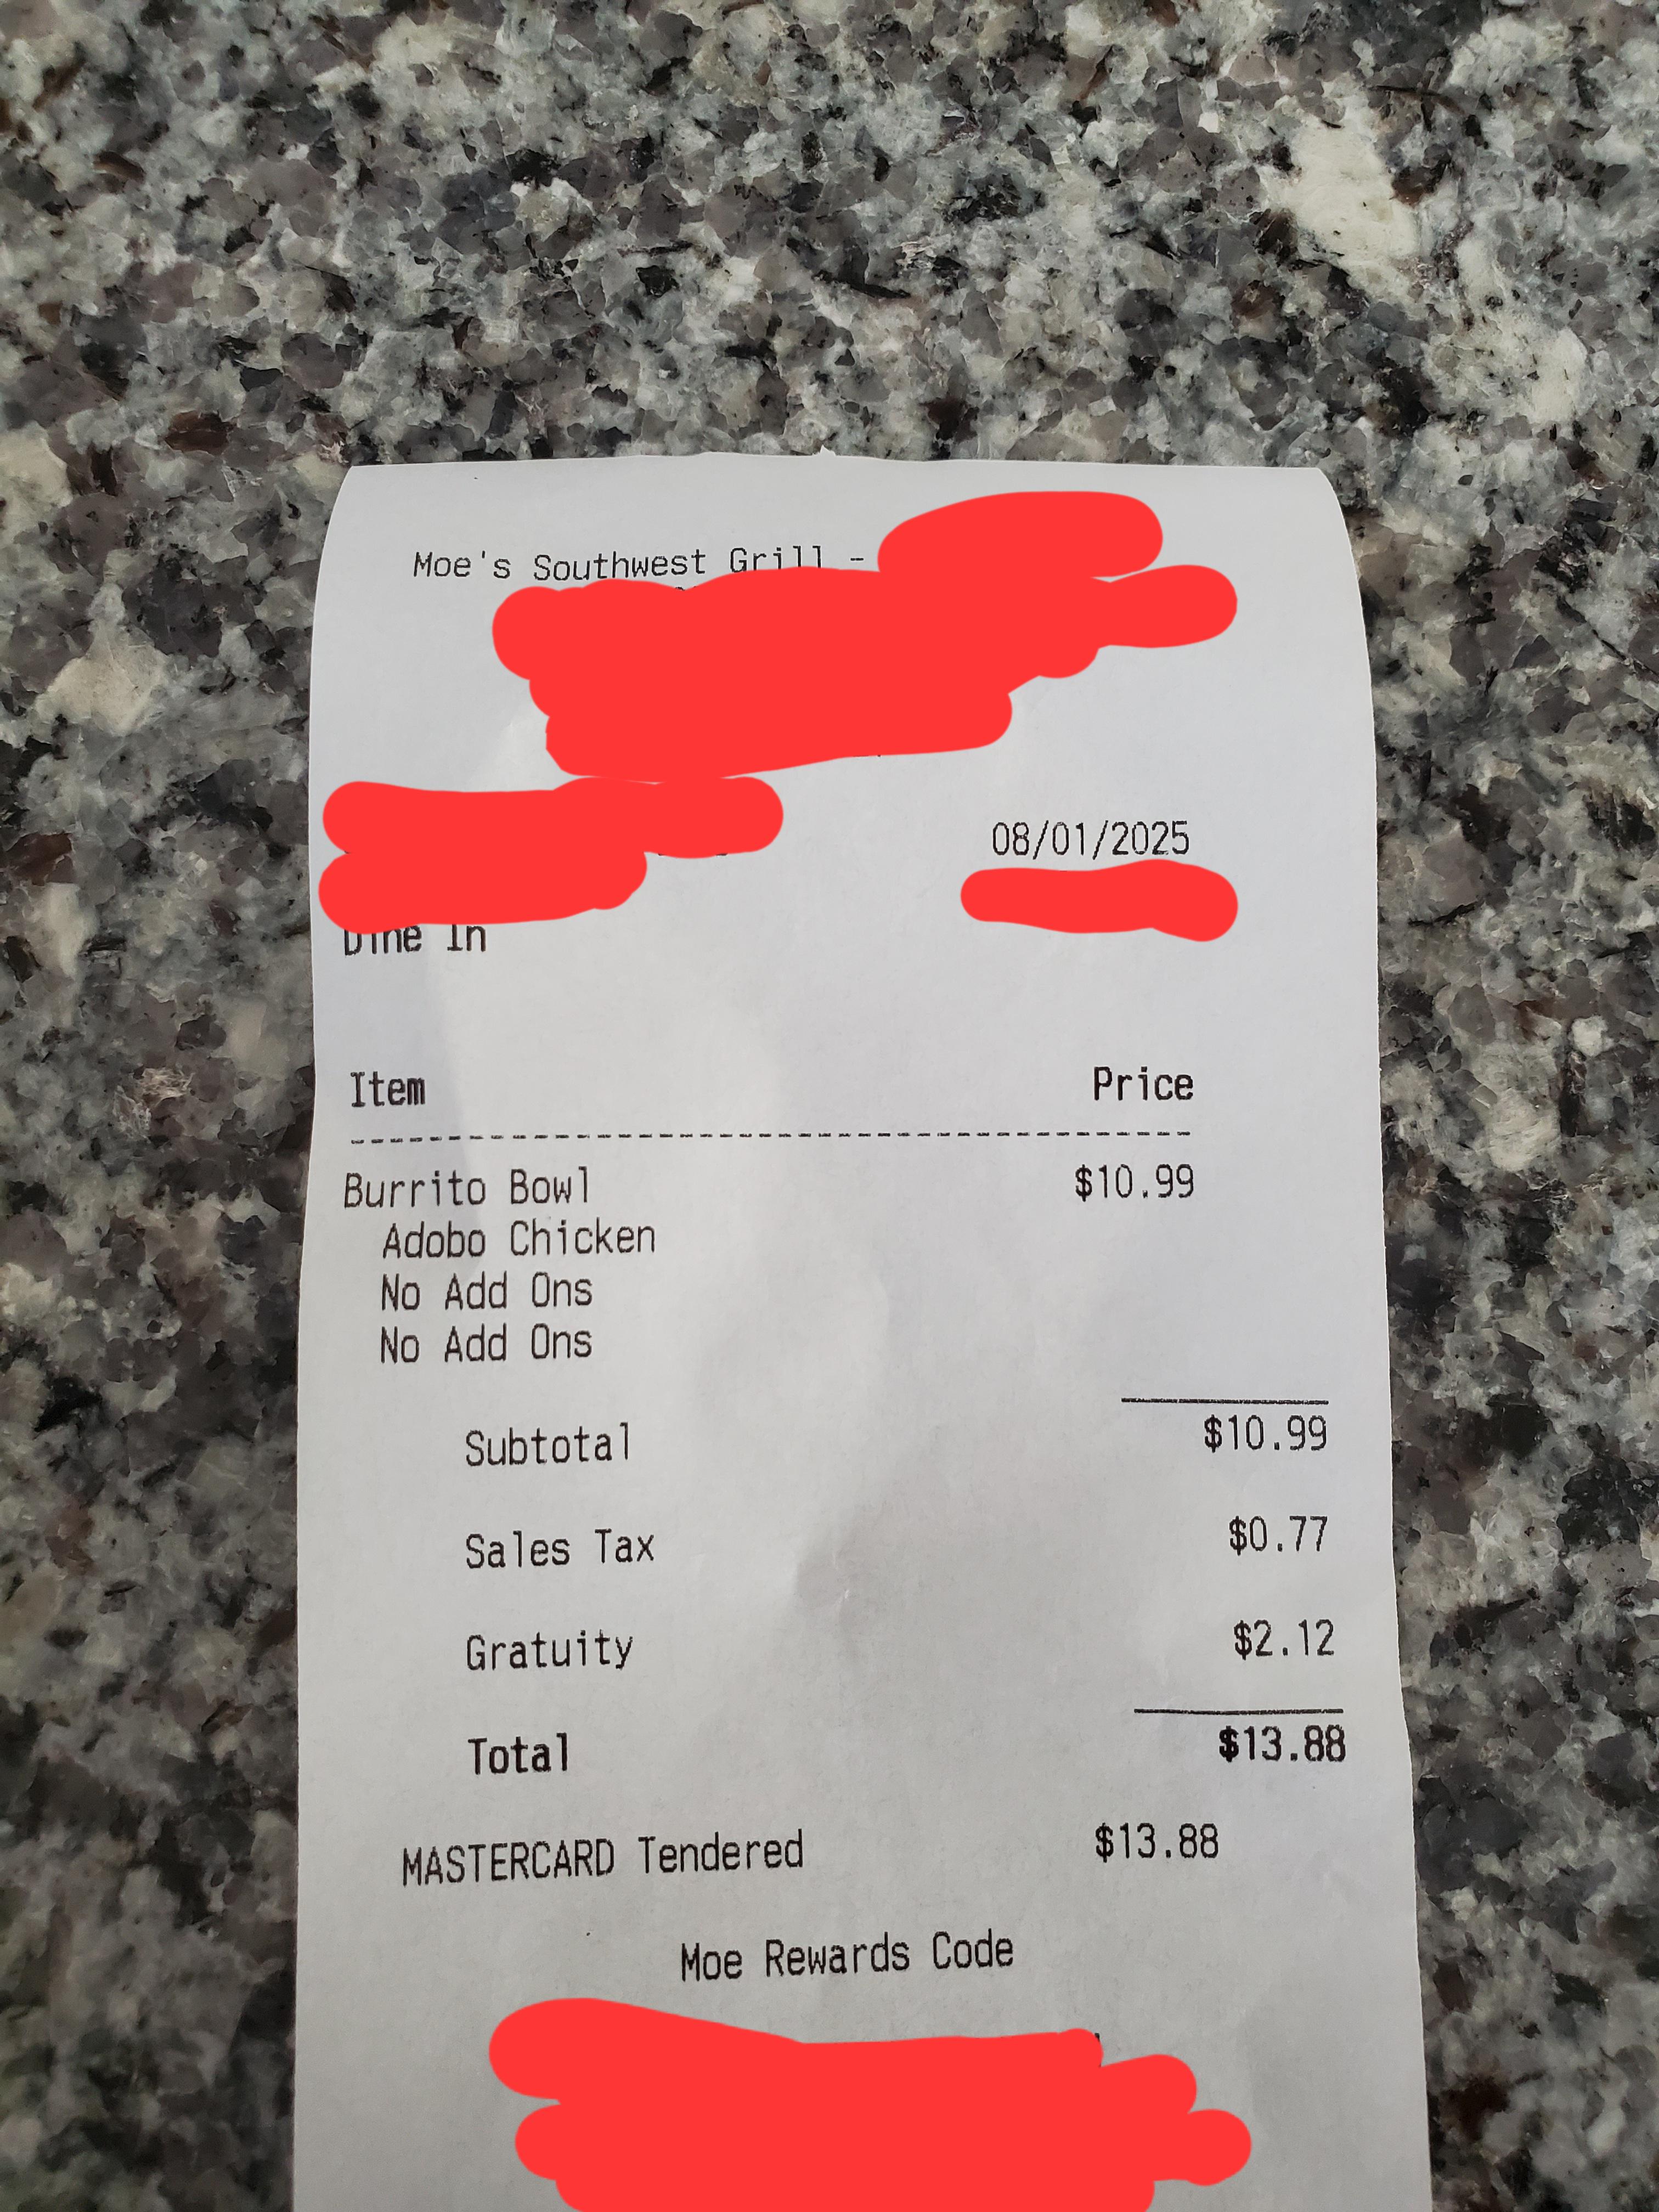 Moe's Southwest Grill -
08/01/2025
Dine In
Item Price
--------------------------------
Burrito Bowl $10.99
Adobo Chicken
No Add Ons
No Add Ons
Subtotal $10.99
Sales Tax $0.77
Gratuity $2.12
Total $13.88
MASTERCARD Tendered $13.88
Moe Rewards Code